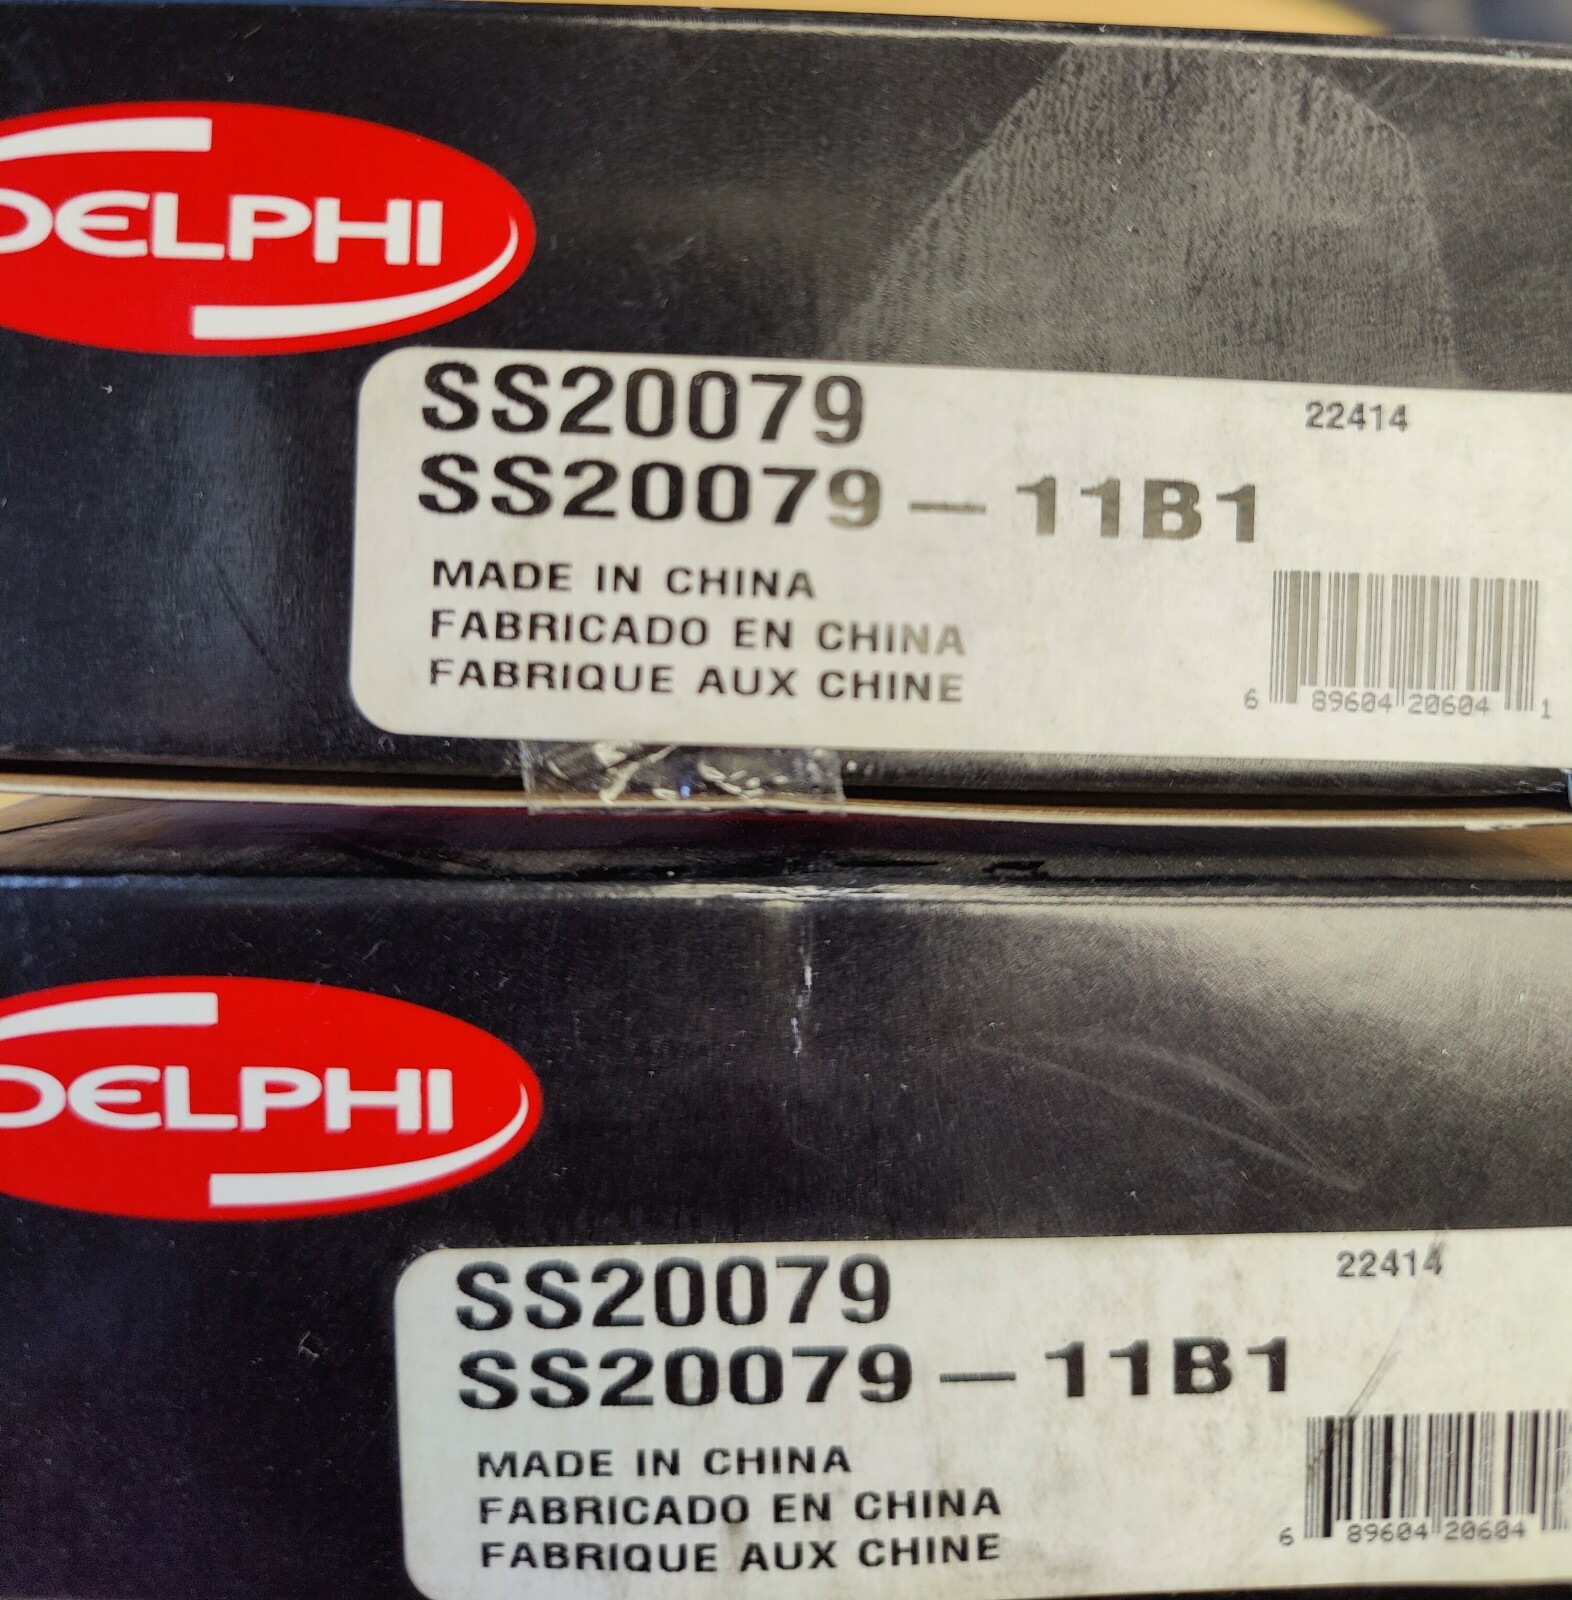 DELPHI
SS20079
22414
SS20079 — 11B1
MADE IN CHINA
FABRICADO EN CHINA
FABRIQUE AUX CHINE
6 89604 20604 1
DELPHI
SS20079
22414
SS20079 — 11B1
MADE IN CHINA
FABRICADO EN CHINA
FABRIQUE AUX CHINE
6 89604 20604